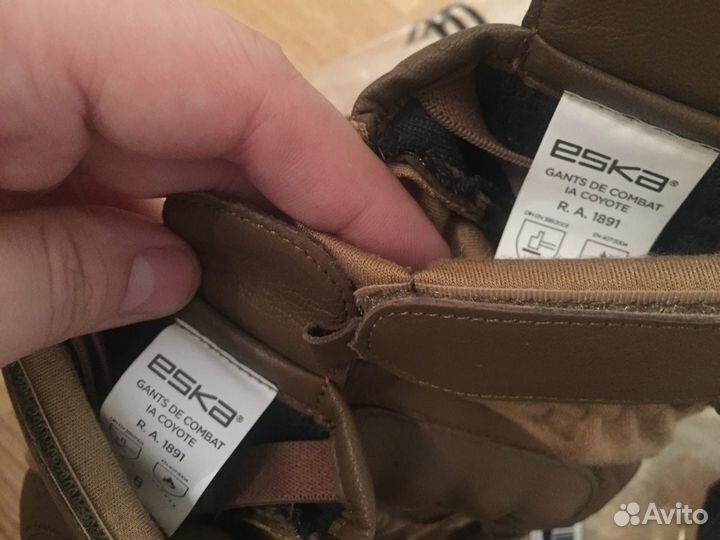 eska®
GANTS DE COMBAT
IA COYOTE
R. A. 1891
eska®
GANTS DE COMBAT
IA COYOTE
R. A. 1891
Avito